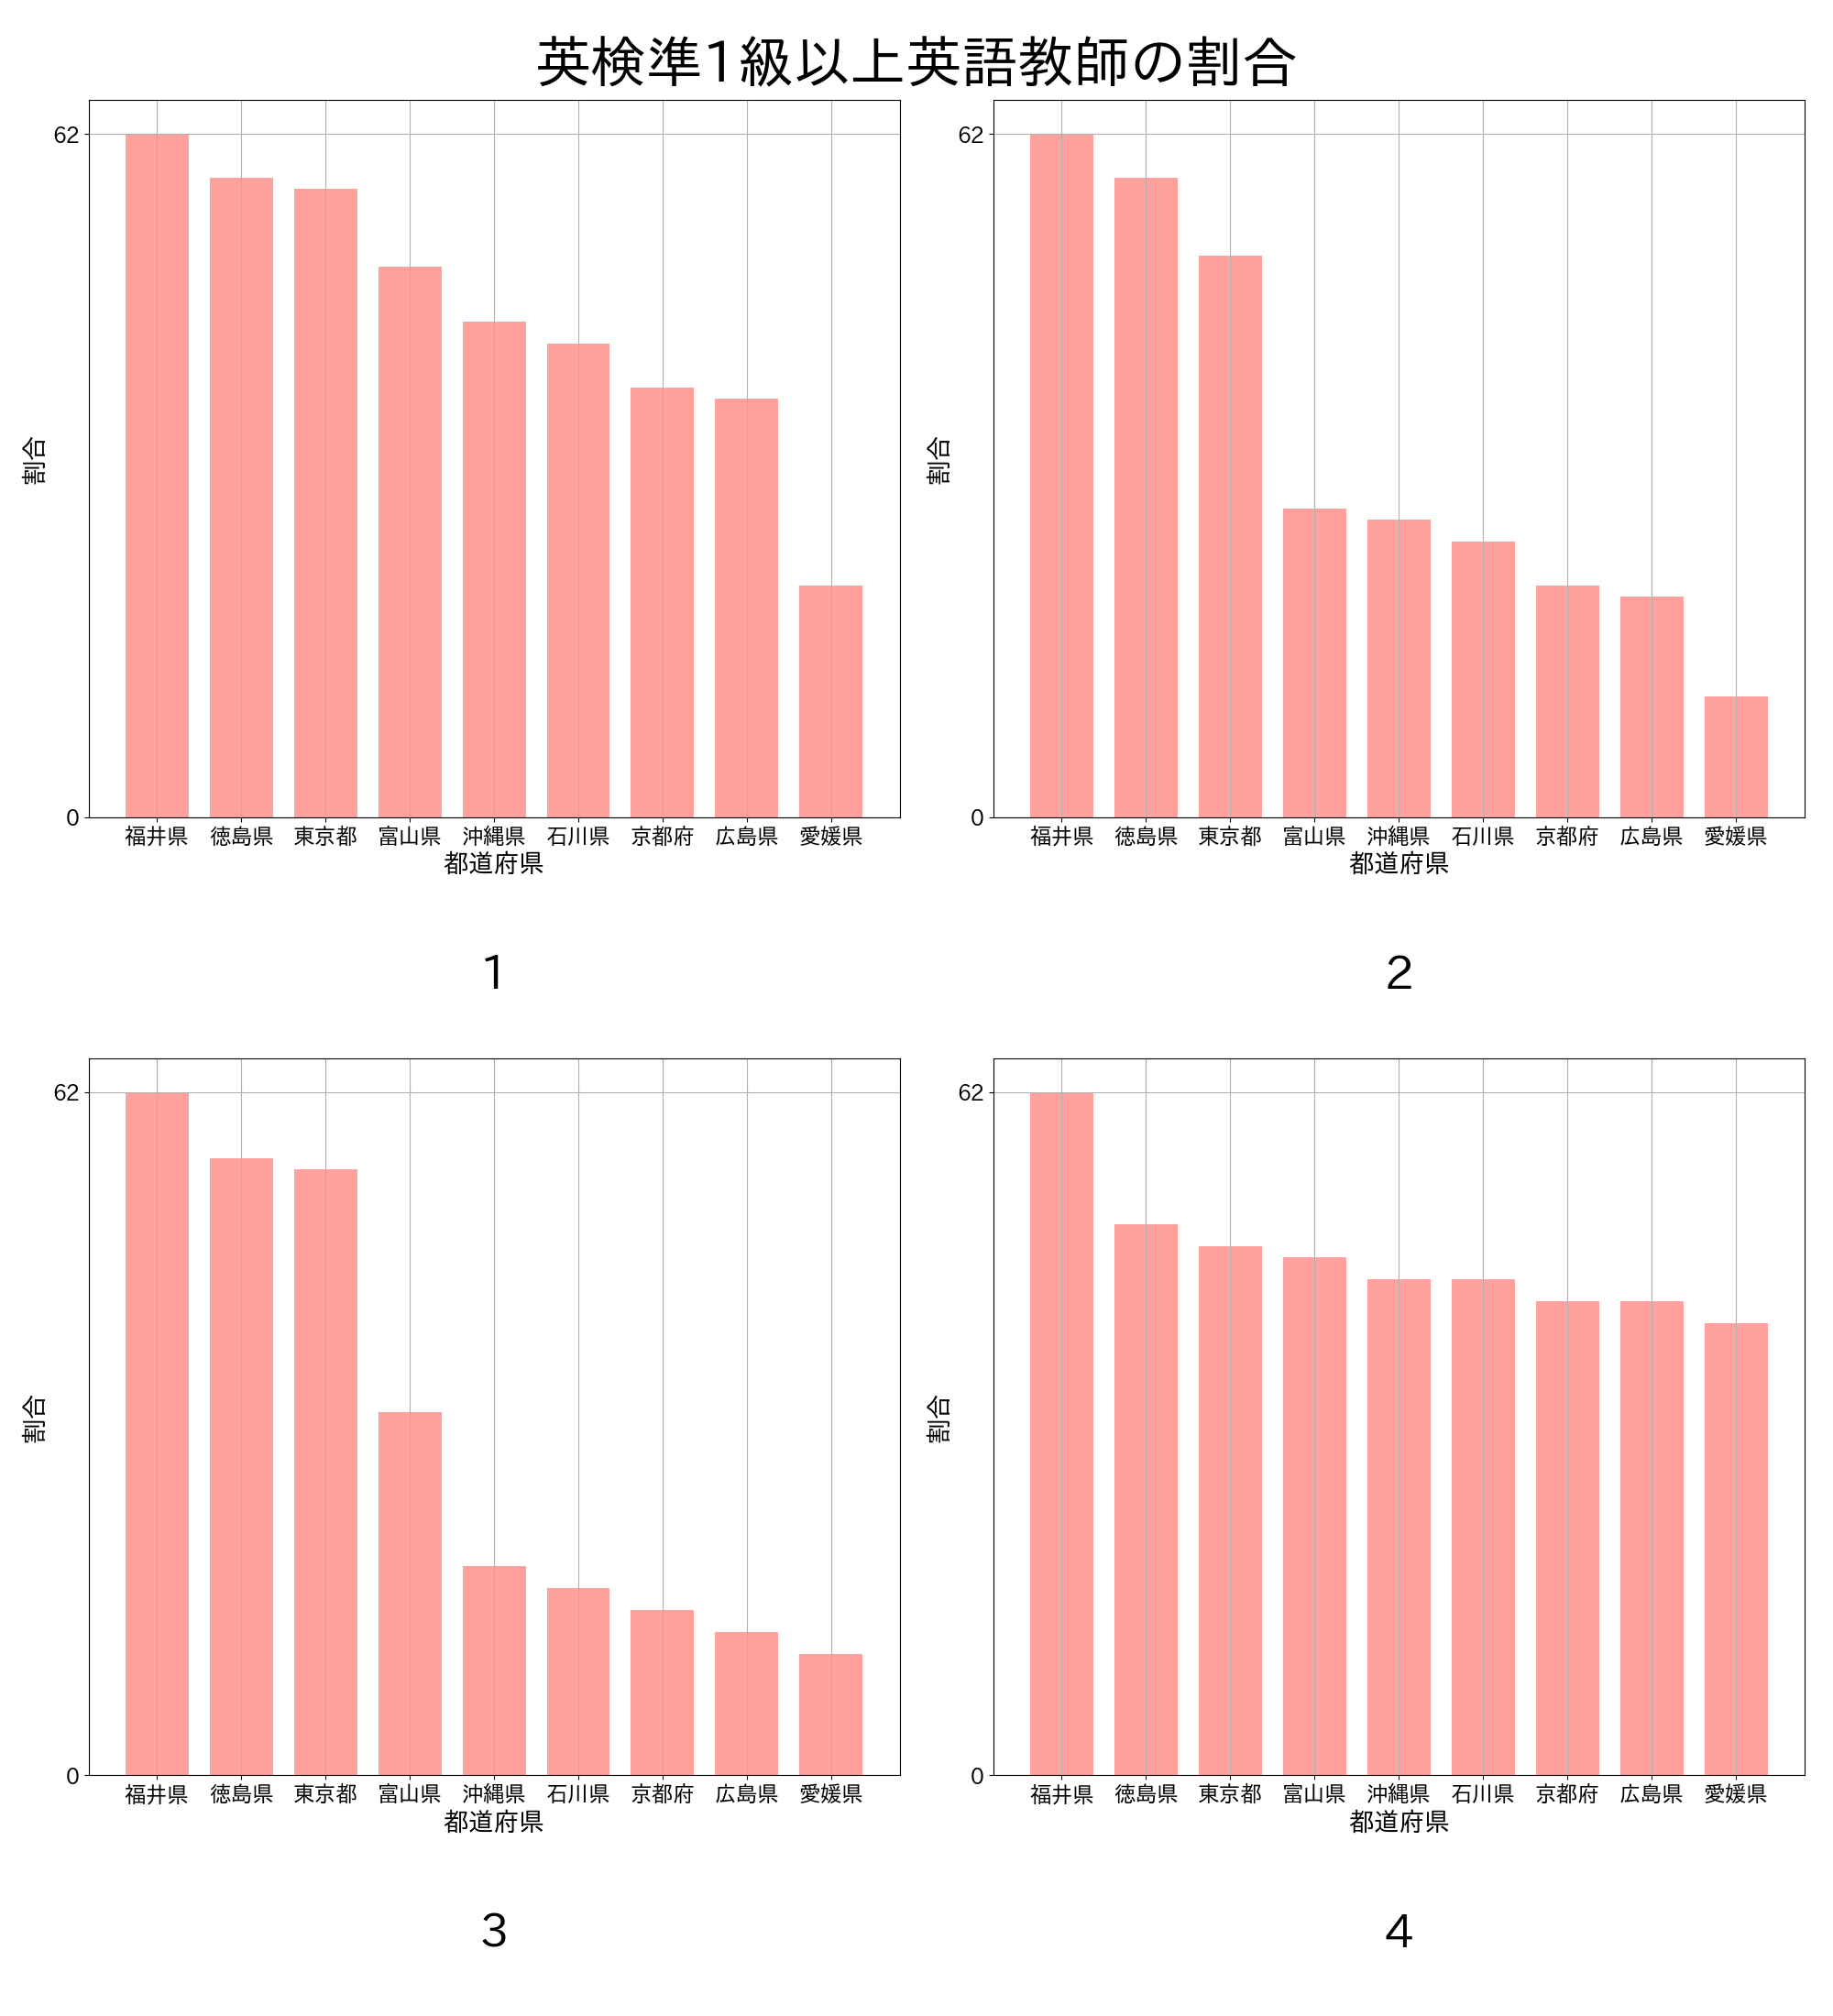 英検準1級以上英語教師の割合
62
0
割合
福井県 徳島県 東京都 富山県 沖縄県 石川県 京都府 広島県 愛媛県
都道府県
1
62
0
割合
福井県 徳島県 東京都 富山県 沖縄県 石川県 京都府 広島県 愛媛県
都道府県
2
62
0
割合
福井県 徳島県 東京都 富山県 沖縄県 石川県 京都府 広島県 愛媛県
都道府県
3
62
0
割合
福井県 徳島県 東京都 富山県 沖縄県 石川県 京都府 広島県 愛媛県
都道府県
4